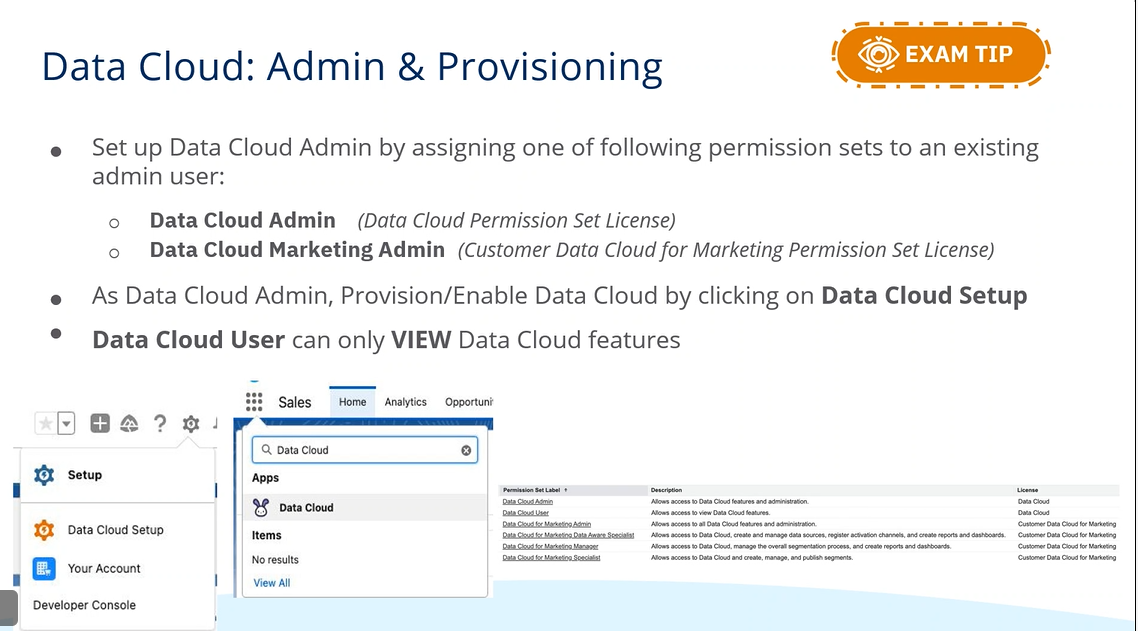 Data Cloud: Admin & Provisioning
EXAM TIP
Set up Data Cloud Admin by assigning one of following permission sets to an existing
admin user:
Data Cloud Admin (Data Cloud Permission Set License)
Data Cloud Marketing Admin (Customer Data Cloud for Marketing Permission Set License)
As Data Cloud Admin, Provision/Enable Data Cloud by clicking on Data Cloud Setup
Data Cloud User can only VIEW Data Cloud features
Setup
Data Cloud Setup
Your Account
Developer Console
Sales Home Analytics Opportuni
Data Cloud
Apps
Data Cloud
Items
No results
View All
Permission Set Label ↑ Description License
Data Cloud Admin Allows access to Data Cloud features and administration. Data Cloud
Data Cloud User Allows access to view Data Cloud features. Data Cloud
Data Cloud for Marketing Admin Allows access to all Data Cloud features and administration. Customer Data Cloud for Marketing
Data Cloud for Marketing Data Aware Specialist Allows access to Data Cloud, create and manage data sources, register activation channels, and create reports and dashboards. Customer Data Cloud for Marketing
Data Cloud for Marketing Manager Allows access to Data Cloud, manage the overall segmentation process, and create reports and dashboards. Customer Data Cloud for Marketing
Data Cloud for Marketing Specialist Allows access to Data Cloud and create, manage, and publish segments. Customer Data Cloud for Marketing